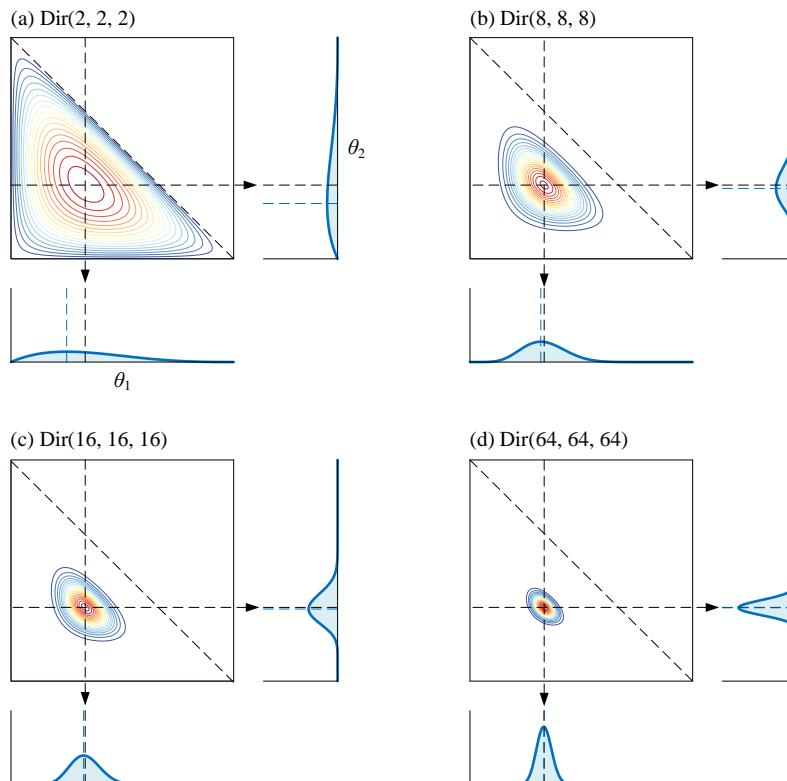 (a) Dir(2, 2, 2)
(b) Dir(8, 8, 8)
θ₂
θ₁
(c) Dir(16, 16, 16)
(d) Dir(64, 64, 64)